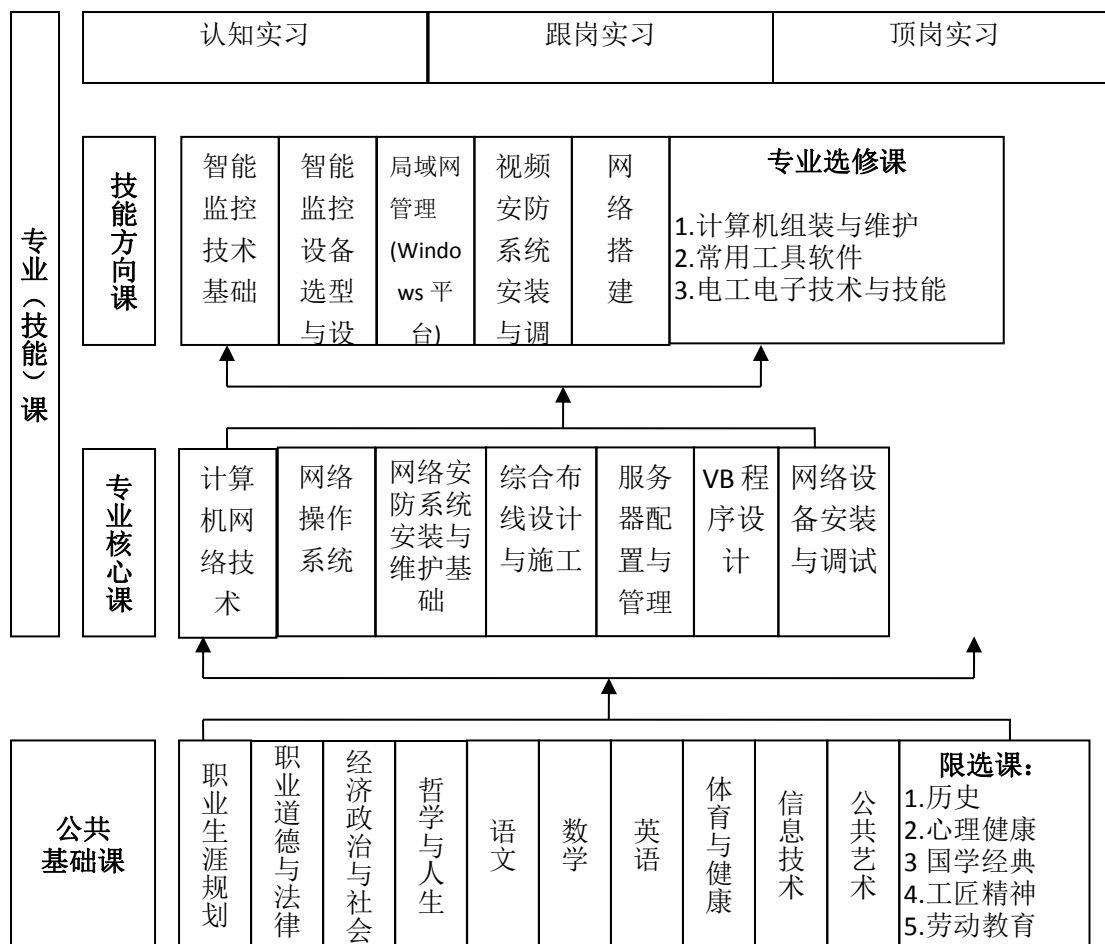 认知实习
跟岗实习
顶岗实习
专业（技能）课
技能方向课
智能
监控
技术
基础
智能
监控
设备
选型
与设
局域网
管理
(Windo
ws 平
台)
视频
安防
系统
安装
与调
网
络
搭
建
专业选修课
1.计算机组装与维护
2.常用工具软件
3.电工电子技术与技能
专业核心课
计算
机网
络技
术
网络
操作
系统
网络安
防系统
安装与
维护基
础
综合布
线设计
与施工
服务
器配
置与
管理
VB 程
序设
计
网络设
备安装
与调试
公共
基础课
职业生涯规划
职业道德与法律
经济政治与社会
哲学与人生
语文
数学
英语
体育与健康
信息技术
公共艺术
限选课：
1.历史
2.心理健康
3 国学经典
4.工匠精神
5.劳动教育